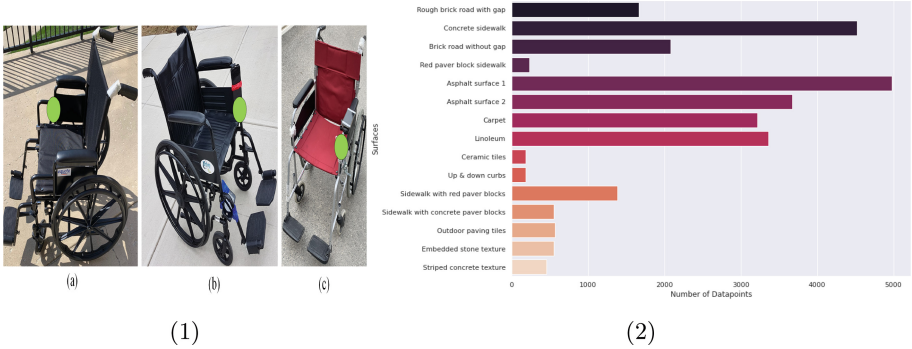 (a)
(b)
(c)
(1)
Surfaces
Rough brick road with gap
Concrete sidewalk
Brick road without gap
Red paver block sidewalk
Asphalt surface 1
Asphalt surface 2
Carpet
Linoleum
Ceramic tiles
Up & down curbs
Sidewalk with red paver blocks
Sidewalk with concrete paver blocks
Outdoor paving tiles
Embedded stone texture
Striped concrete texture
0 1000 2000 3000 4000 5000
Number of Datapoints
(2)